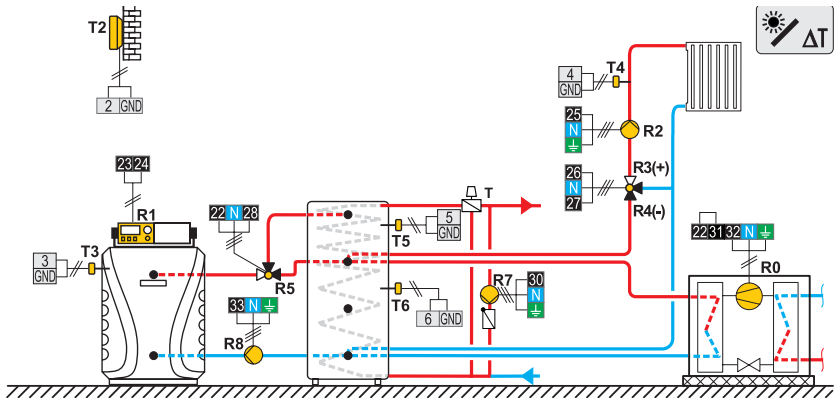 T2
2 GND
ΔT
4
GND
T4
25
N
R2
26
N
27
R3(+)
R4(-)
23 24
R1
22 N 28
T
5
GND
T5
3
GND
T3
R5
22 31 32 N
R0
33 N
R8
T6
6 GND
R7
30
N